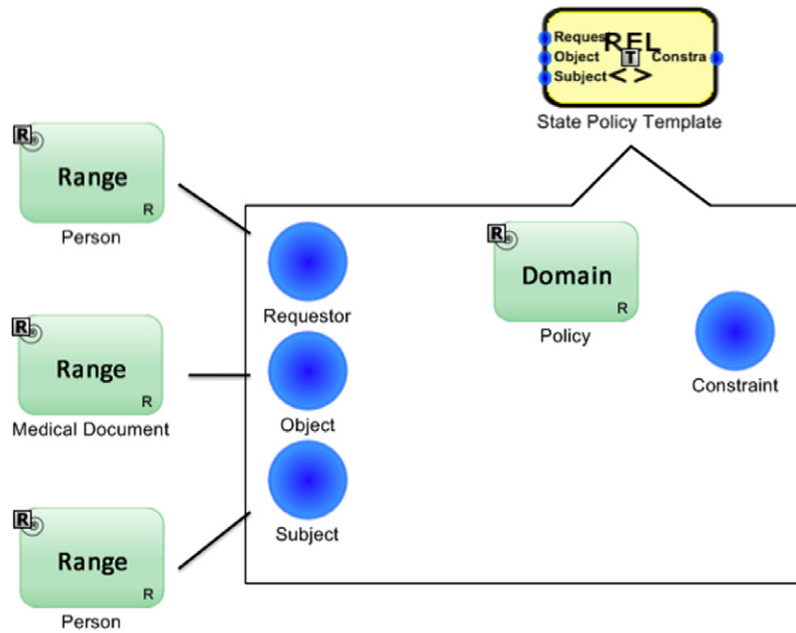 REL
Reques
T
Object
Constra
Subject
< >
State Policy Template
R
Range
R
Person
R
Domain
R
Policy
Requestor
Constraint
R
Range
R
Medical Document
Object
Subject
R
Range
R
Person